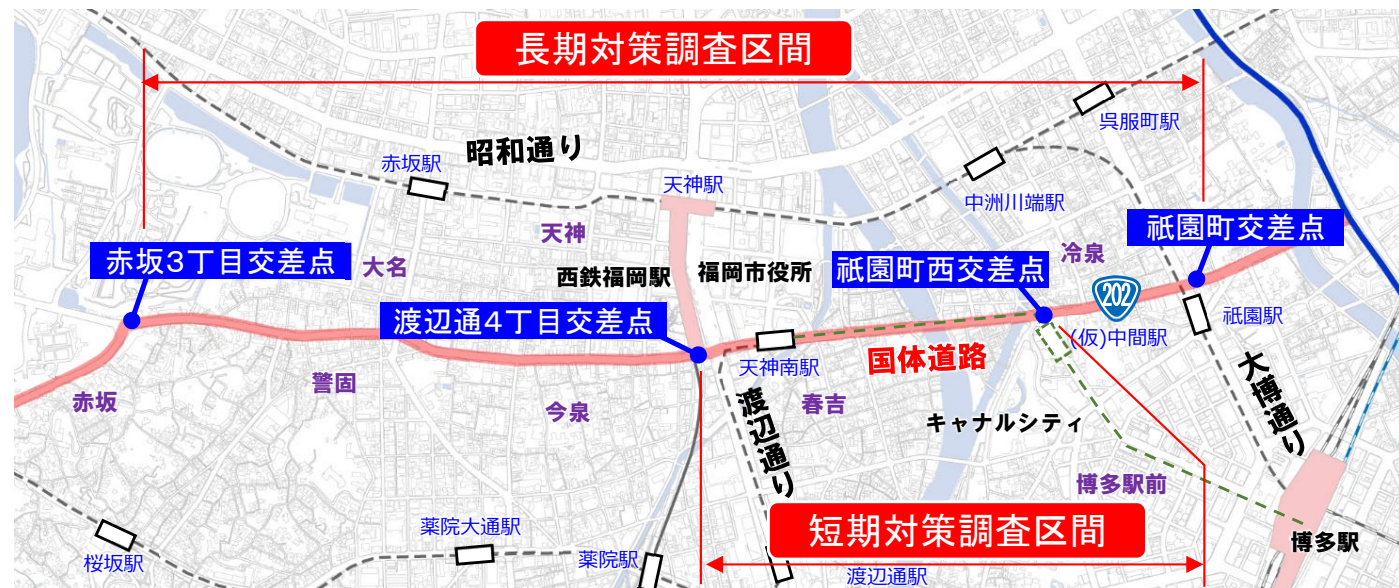 長期対策調査区間
呉服町駅
昭和通り
赤坂駅
天神駅
中洲川端駅
祇園町交差点
天神
冷泉
赤坂3丁目交差点
大名
西鉄福岡駅
福岡市役所
祇園町西交差点
202
渡辺通4丁目交差点
祇園駅
(仮)中間駅
天神南駅
国体道路
大博通り
警固
赤坂
今泉
渡辺通り
春吉
キャナルシティ
博多駅前
短期対策調査区間
薬院大通駅
博多駅
桜坂駅
薬院駅
渡辺通駅